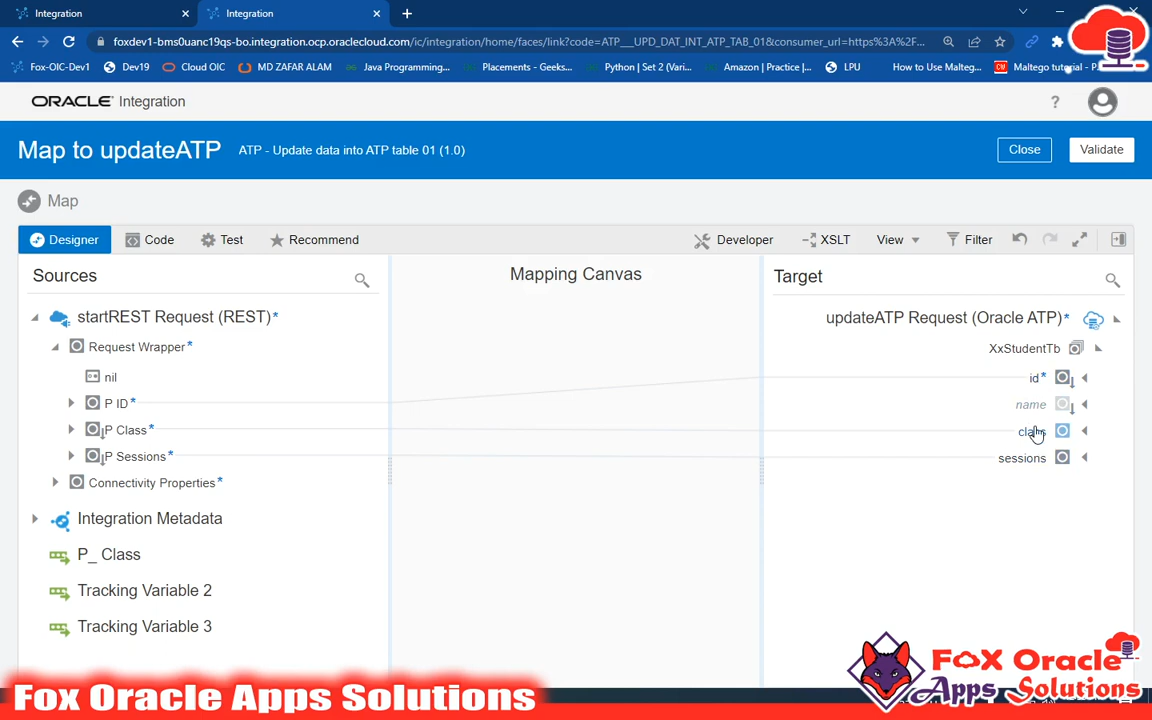 Integration
Integration
foxdev1-bms0uanc19qs-bo.integration.ocp.oraclecloud.com/ic/integration/home/faces/link?code=ATP__UPD_DAT_INT_ATP_TAB_01&consumer_url=https%3A%2F...
Fox-OIC-Dev1
Dev19
Cloud OIC
MD ZAFAR ALAM
Java Programming...
Placements - Geeks...
Python | Set 2 (Vari...
Amazon | Practice |...
LPU
How to Use Malteg...
ORACLE Integration
?
Map to updateATP
ATP - Update data into ATP table 01 (1.0)
Close
Validate
Map
Designer
Code
Test
Recommend
Developer
XSLT
View
Filter
Sources
Mapping Canvas
Target
startREST Request (REST)*
updateATP Request (Oracle ATP)*
Request Wrapper*
XxStudentTb
nil
id*
P ID*
name
P Class*
class
P Sessions*
sessions
Connectivity Properties*
Integration Metadata
P_ Class
Tracking Variable 2
Tracking Variable 3
Fox Oracle Apps Solutions
FOX Oracle
Apps Solutions